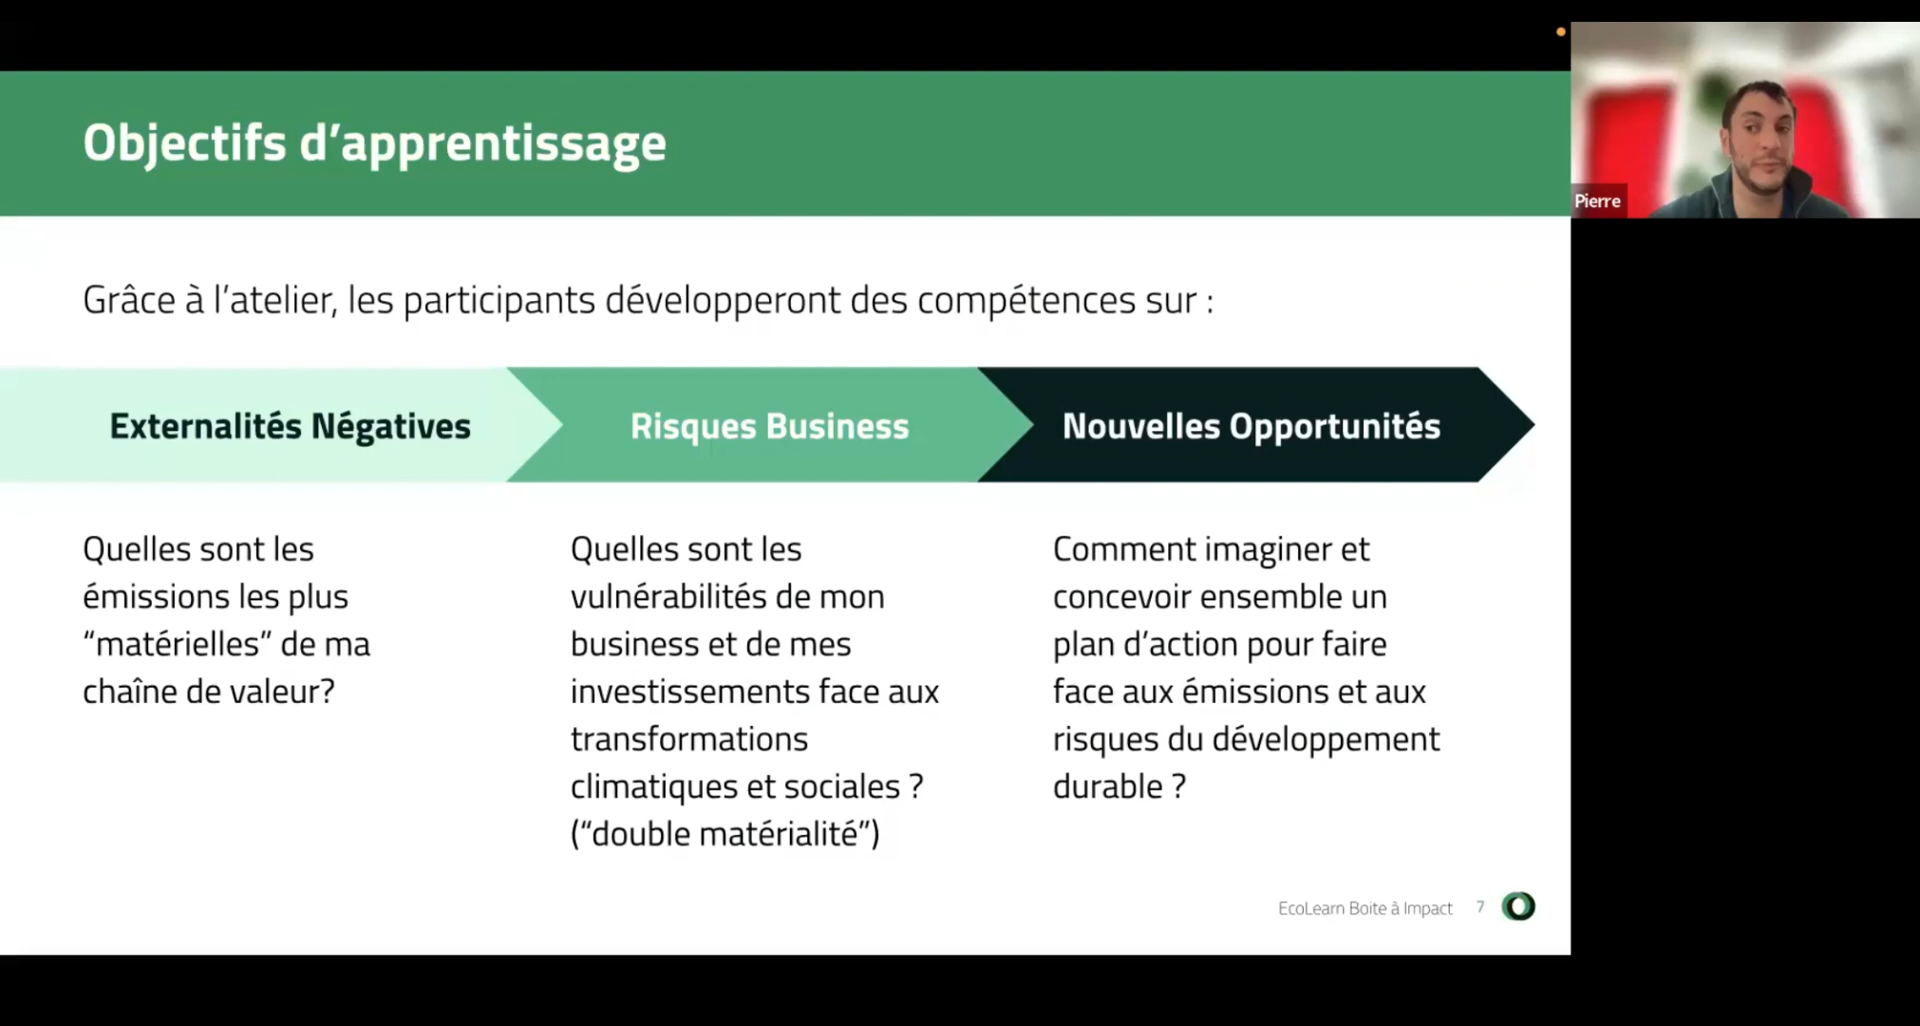 Objectifs d’apprentissage
Pierre
Grâce à l’atelier, les participants développeront des compétences sur :
Externalités Négatives
Risques Business
Nouvelles Opportunités
Quelles sont les
émissions les plus
“matérielles” de ma
chaîne de valeur?
Quelles sont les
vulnérabilités de mon
business et de mes
investissements face aux
transformations
climatiques et sociales ?
(“double matérialité”)
Comment imaginer et
concevoir ensemble un
plan d’action pour faire
face aux émissions et aux
risques du développement
durable ?
EcoLearn Boite à Impact 7